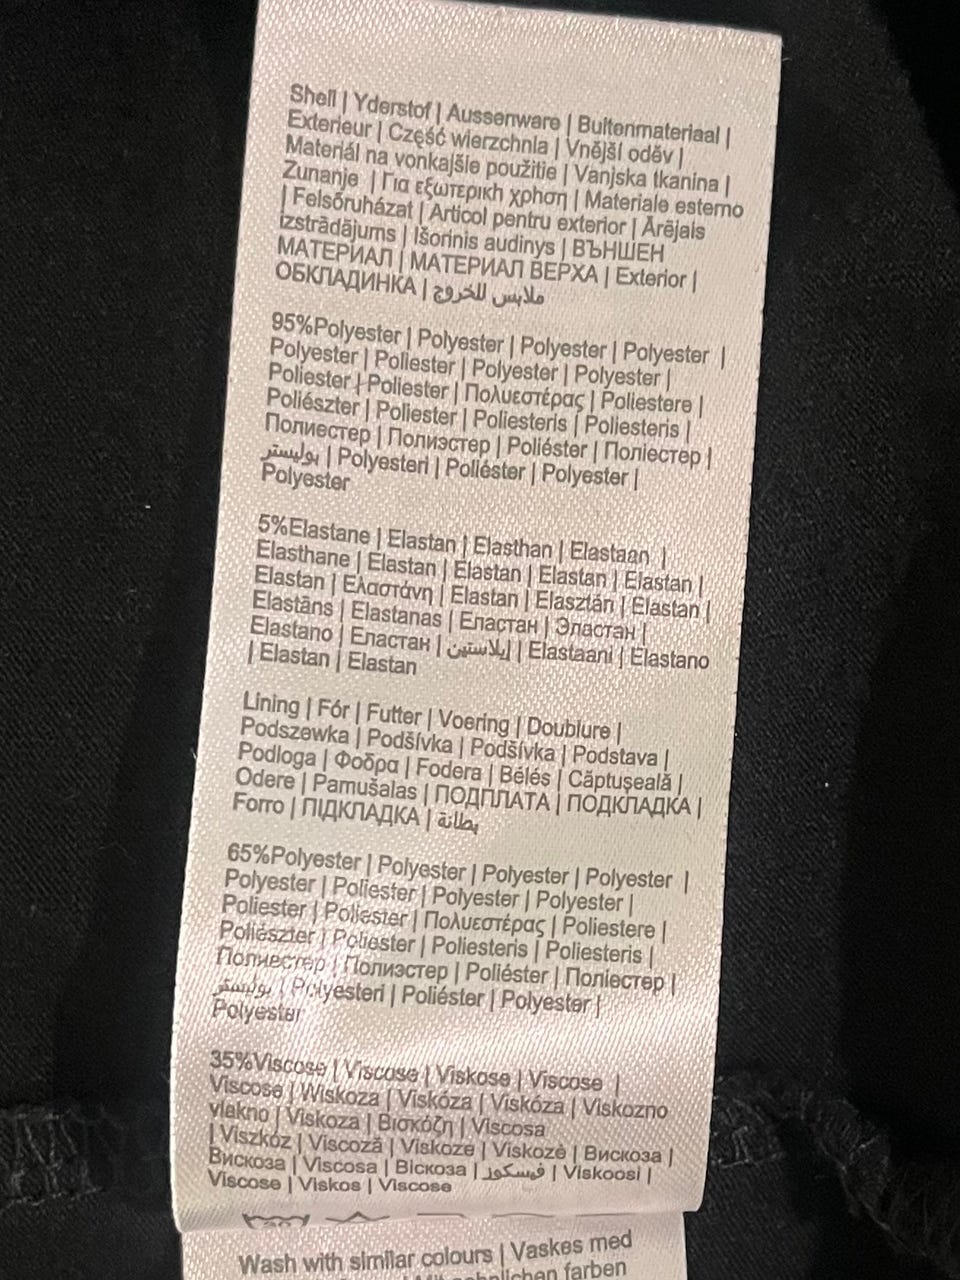 Shell | Yderstof | Aussenware | Buitenmateriaal |
Exterieur | Część wierzchnia | Vnější oděv |
Materiál na vonkajšie použitie | Vanjska tkanina |
Zunanje | Για εξωτερικh χρhση | Materiale esterno
| Felsőruházat | Articol pentru exterior | Ārējais
izstrādājums | Išorinis audinys | ВЪНШЕН
МАТЕРИАЛ | МАТЕРИАЛ ВЕРХА | Exterior |
ОБКЛАДИНКА | ملابس للخروج
95%Polyester | Polyester | Polyester | Polyester |
Polyester | Poliester | Polyester | Polyester |
Poliester | Poliester | Πολυεστέρας | Poliestere |
Poliészter | Poliester | Poliesteris | Poliesteris |
Полиестер | Полиэстер | Poliéster | Поліестер |
بوليستر | Polyesteri | Poliéster | Polyester |
Polyester
5%Elastane | Elastan | Elasthan | Elastaan |
Elasthane | Elastan | Elastan | Elastan | Elastan |
Elastan | Ελαστάνη | Elastan | Elasztán | Elastan |
Elastāns | Elastanas | Еластан | Эластан |
Elastano | Еластан | إيلاستين | Elastaani | Elastano
| Elastan | Elastan
Lining | Fór | Futter | Voering | Doublure |
Podszewka | Podšívka | Podšívka | Podstava |
Podloga | Φοδρα | Fodera | Bélés | Căptușeală |
Odere | Pamušalas | ПОДПЛАТА | ПОДКЛАДКА |
Forro | ПІДКЛАДКА | بطانة
65%Polyester | Polyester | Polyester | Polyester |
Polyester | Poliester | Polyester | Polyester |
Poliester | Poliester | Πολυεστέρας | Poliestere |
Poliészter | Poliester | Poliesteris | Poliesteris |
Полиестер | Полиэстер | Poliéster | Поліестер |
بوليستر | Polyesteri | Poliéster | Polyester |
Polyester
35%Viscose | Viscose | Viskose | Viscose |
Viscose | Wiskoza | Viskóza | Viskóza | Viskozno
vlakno | Viskoza | Βισκόζη | Viscosa
| Viszkóz | Viscoză | Viskoze | Viskozė | Вискоза |
Вискоза | Viscosa | Віскоза | فيسكوز | Viskoosi |
Viscose | Viskos | Viscose
Wash with similar colours | Vaskes med
farben